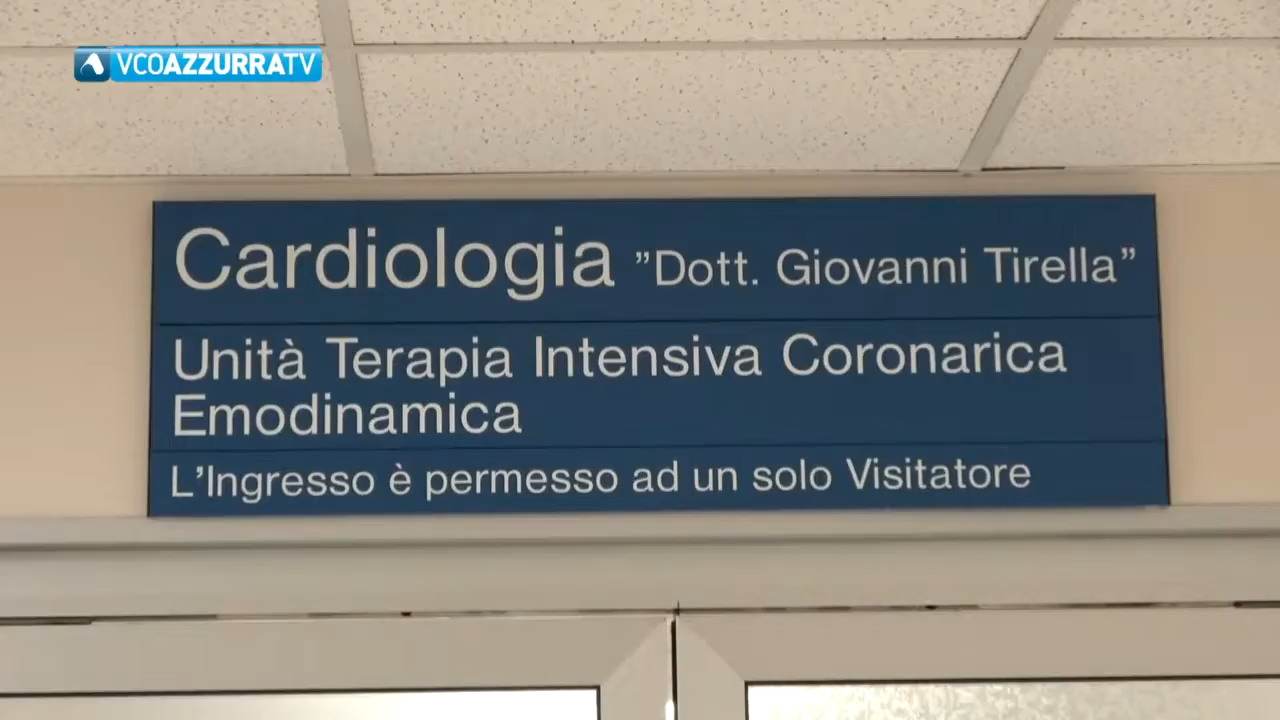 VCOAZZURRATV
Cardiologia "Dott. Giovanni Tirella"
Unità Terapia Intensiva Coronarica
Emodinamica
L'Ingresso è permesso ad un solo Visitatore